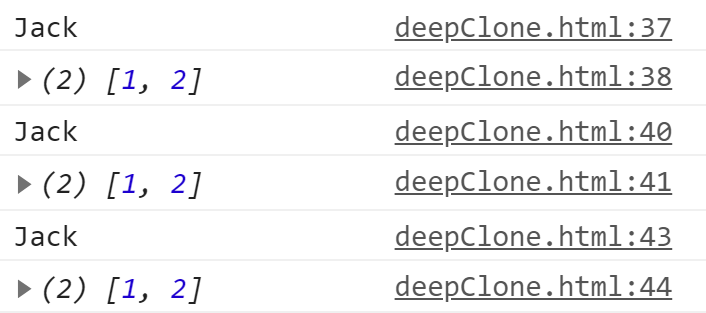 Jack deepClone.html:37
▶(2) [1, 2] deepClone.html:38
Jack deepClone.html:40
▶(2) [1, 2] deepClone.html:41
Jack deepClone.html:43
▶(2) [1, 2] deepClone.html:44